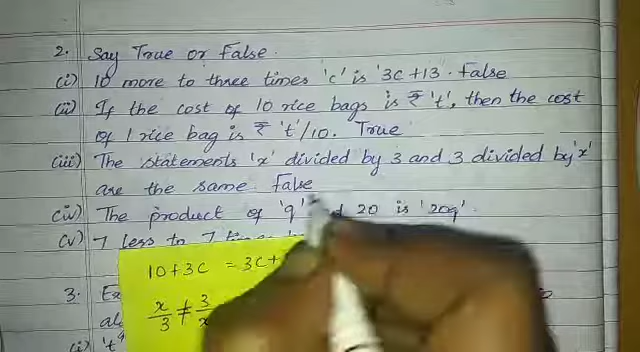 2. Say True or False.
(i) 10 more to three times 'c' is '3c+13. False
(ii) If the cost of 10 rice bags is ₹ 't', then the cost
of 1 rice bag is ₹ 't'/10. True
(iii) The statements 'x' divided by 3 and 3 divided by 'x'
are the same. False
(iv) The product of 'q' 20 is '20q'.
(v) 7 less to 7
10+3c = 3c+
x/3 ≠ 3/x
3.
(i) 't'